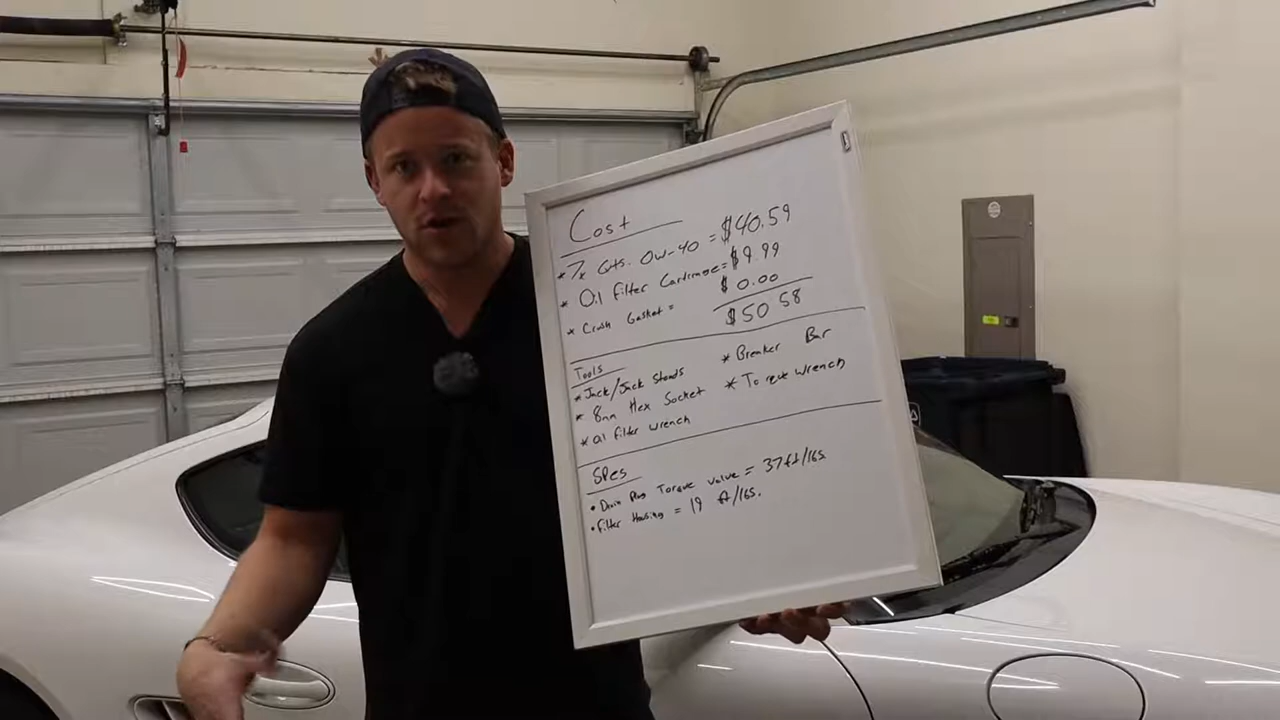 Cost
* 7x Qts. 0w-40 = $40.59
* Oil Filter Cartridge = $9.99
* Crush Gasket = $0.00
$50.58
Tools
* Jack/Jack Stands
* 8mm Hex Socket
* Oil filter wrench
* Breaker Bar
* Torque Wrench
SPes
• Drain Plug Torque value = 37 ft/lbs.
• Filter Housing = 19 ft/lbs.